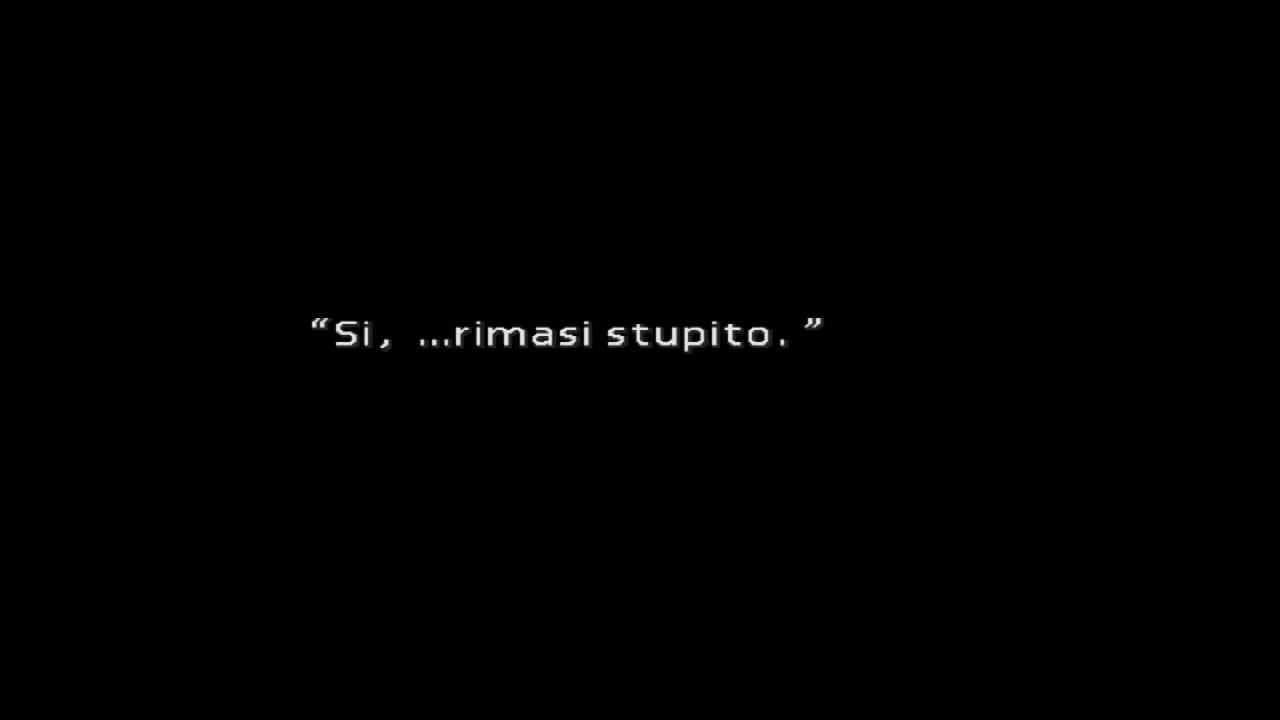 “Si, ...rimasi stupito. ”